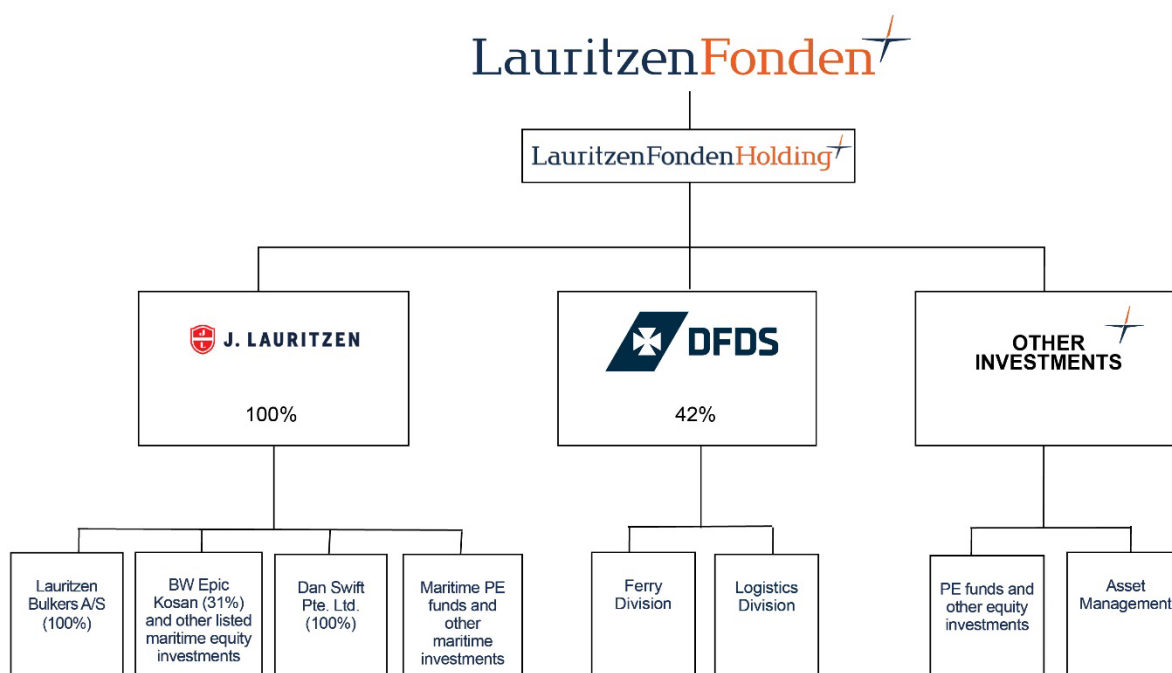 LauritzenFonden
LauritzenFondenHolding
J
L
J. LAURITZEN
100%
DFDS
42%
OTHER
INVESTMENTS
Lauritzen
Bulkers A/S
(100%)
BW Epic
Kosan (31%)
and other listed
maritime equity
investments
Dan Swift
Pte. Ltd.
(100%)
Maritime PE
funds and
other
maritime
investments
Ferry
Division
Logistics
Division
PE funds and
other equity
investments
Asset
Management